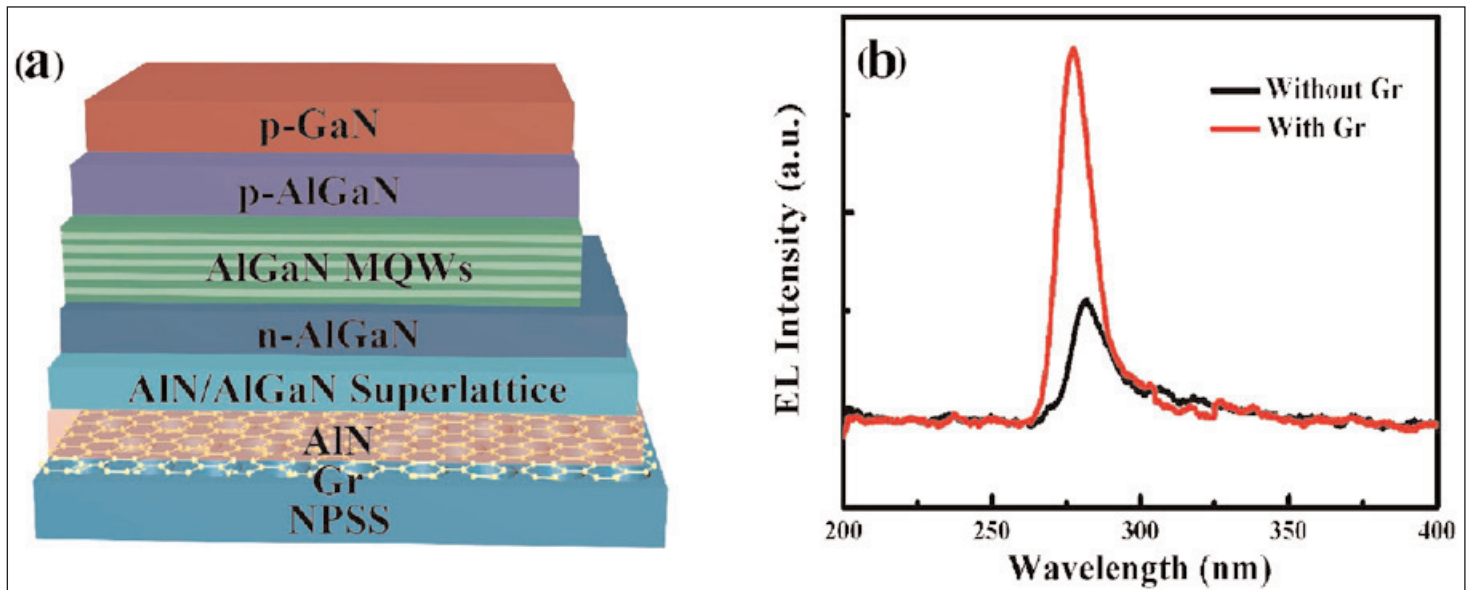 (a)
p-GaN
p-AlGaN
AlGaN MQWs
n-AlGaN
AlN/AlGaN Superlattice
AlN
Gr
NPSS
(b)
Without Gr
With Gr
EL Intensity (a.u.)
200 250 300 350 400
Wavelength (nm)